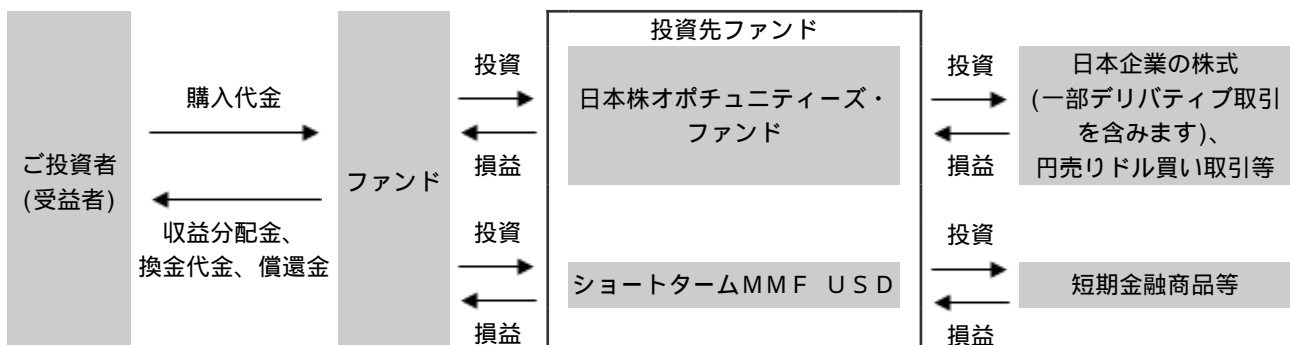 ご投資者
(受益者)
購入代金
収益分配金、
換金代金、償還金
ファンド
投資
損益
投資
損益
投資先ファンド
日本株オポチュニティーズ・
ファンド
ショートタームMMF USD
投資
損益
投資
損益
日本企業の株式
(一部デリバティブ取引
を含みます)、
円売りドル買い取引等
短期金融商品等